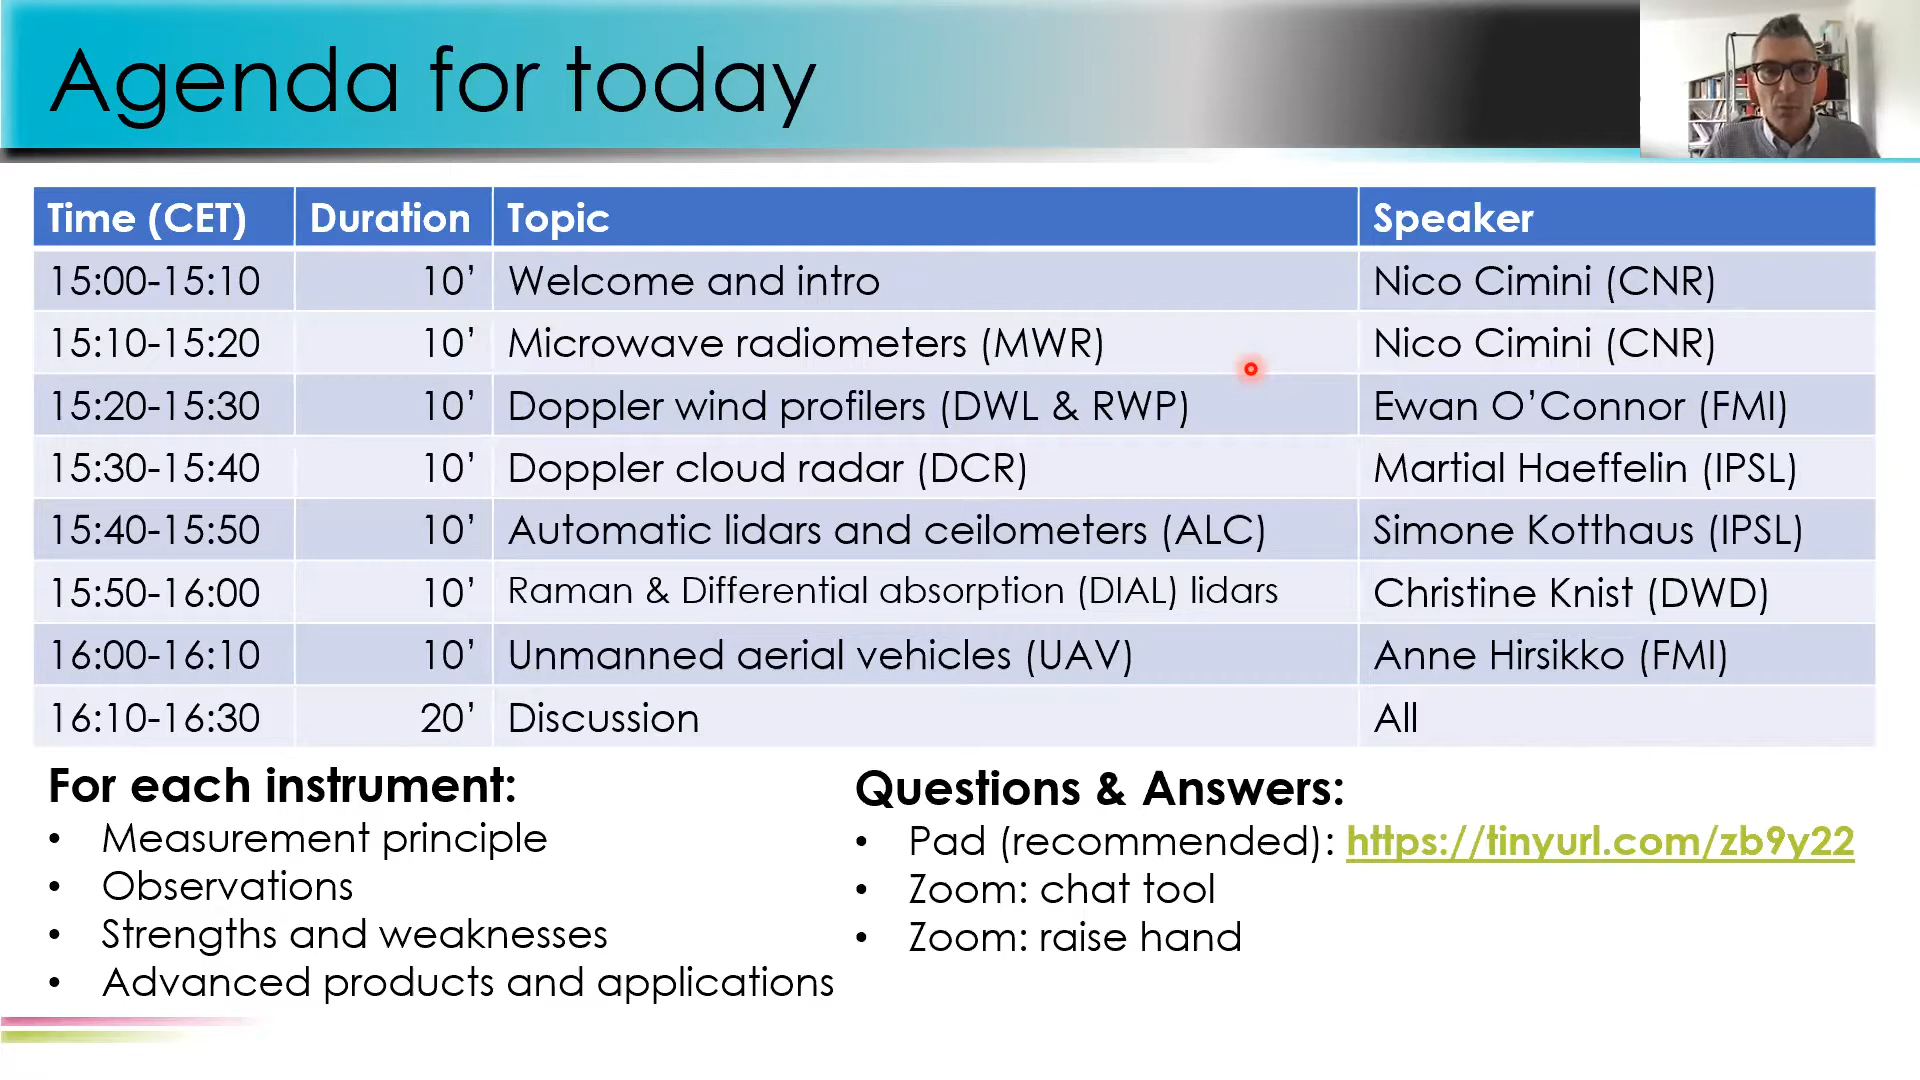 Agenda for today
Time (CET) Duration Topic Speaker
15:00-15:10 10’ Welcome and intro Nico Cimini (CNR)
15:10-15:20 10’ Microwave radiometers (MWR) Nico Cimini (CNR)
15:20-15:30 10’ Doppler wind profilers (DWL & RWP) Ewan O’Connor (FMI)
15:30-15:40 10’ Doppler cloud radar (DCR) Martial Haeffelin (IPSL)
15:40-15:50 10’ Automatic lidars and ceilometers (ALC) Simone Kotthaus (IPSL)
15:50-16:00 10’ Raman & Differential absorption (DIAL) lidars Christine Knist (DWD)
16:00-16:10 10’ Unmanned aerial vehicles (UAV) Anne Hirsikko (FMI)
16:10-16:30 20’ Discussion All
For each instrument:
• Measurement principle
• Observations
• Strengths and weaknesses
• Advanced products and applications
Questions & Answers:
• Pad (recommended): https://tinyurl.com/zb9y22
• Zoom: chat tool
• Zoom: raise hand